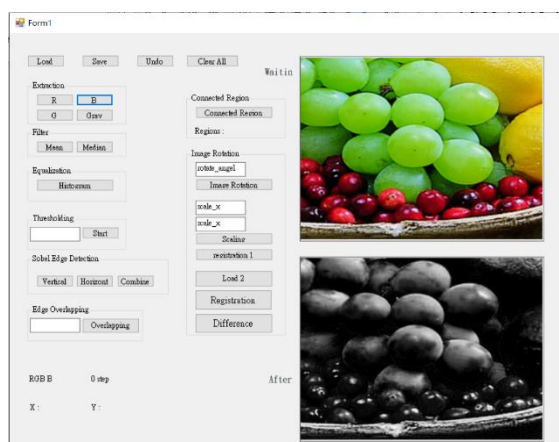 Form1
Load Save Undo Clear All
Waitin
Extraction
R B
G Gray
Filter
Mean Median
Equalization
Histogram
Thresholding
Start
Sobel Edge Detection
Vertical Horizont Combine
Edge Overlapping
Overlapping
RGB B 0 step
X : Y :
Connected Region
Connected Region
Regions :
Image Rotation
rotate_angel
Image Rotation
scale_x
scale_x
Scaling
registration 1
Load 2
Registration
Difference
After